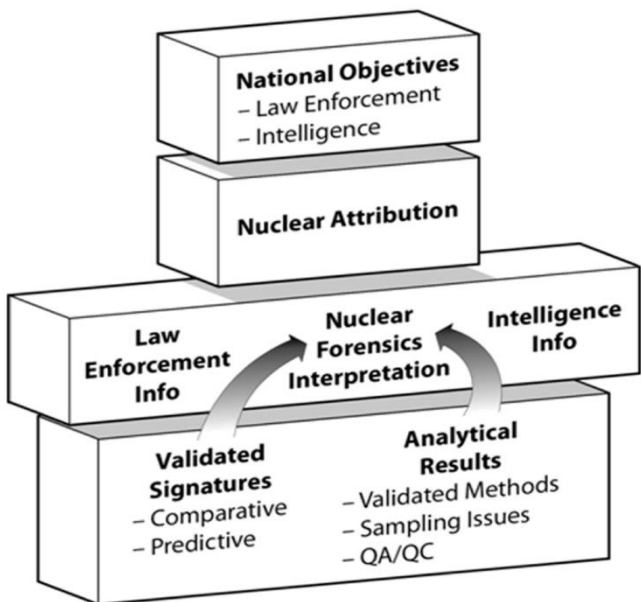 National Objectives
– Law Enforcement
– Intelligence
Nuclear Attribution
Law
Enforcement
Info
Nuclear
Forensics
Interpretation
Intelligence
Info
Validated
Signatures
– Comparative
– Predictive
Analytical
Results
– Validated Methods
– Sampling Issues
– QA/QC